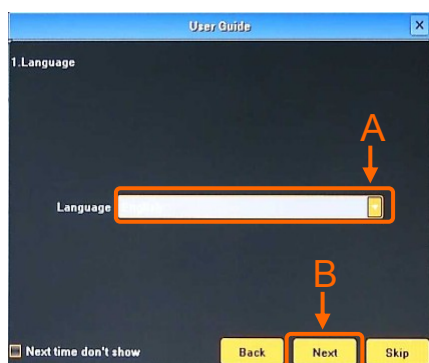 User Guide
1.Language
A
Language
B
Next time don't show
Back
Next
Skip